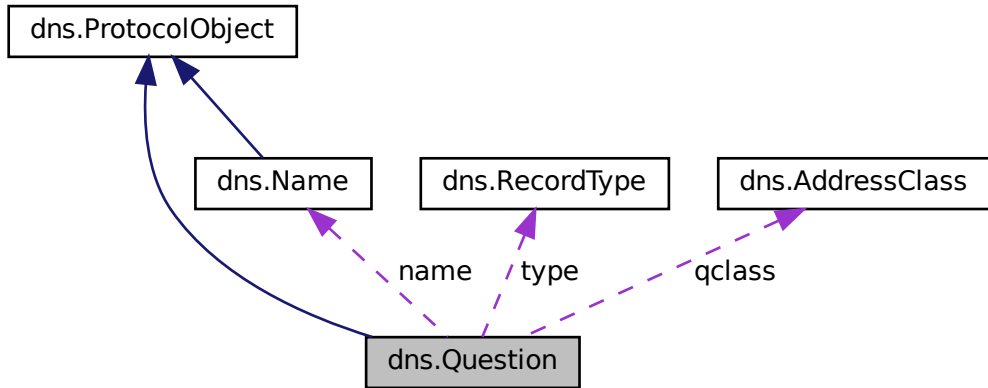 dns.ProtocolObject
dns.Name
dns.RecordType
dns.AddressClass
name
type
qclass
dns.Question